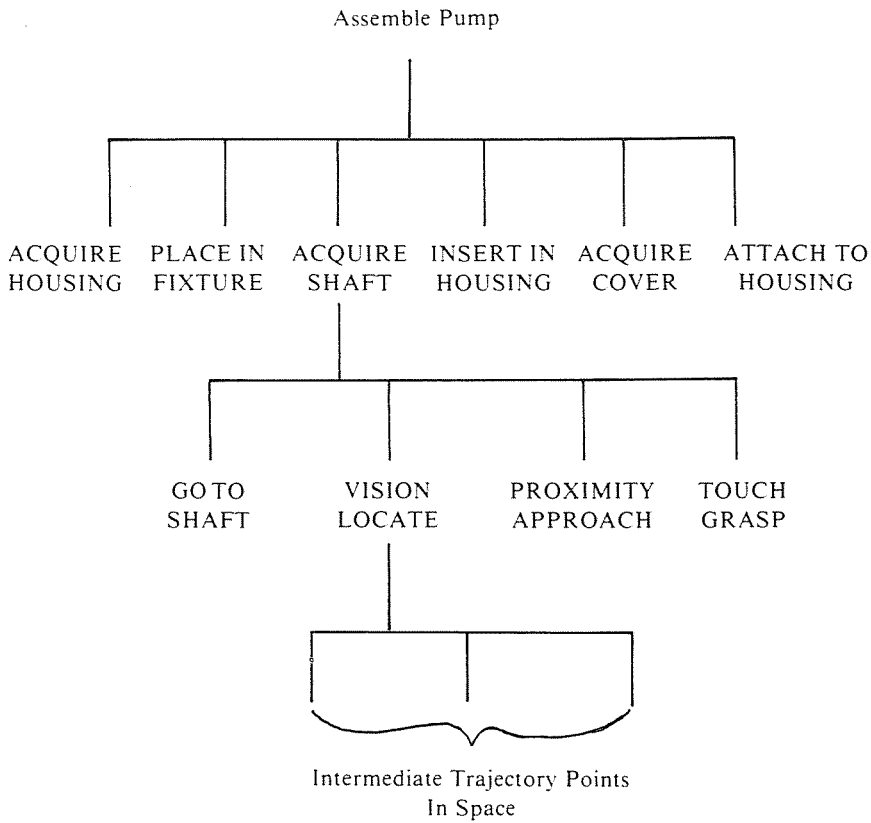 Assemble Pump
ACQUIRE HOUSING
PLACE IN FIXTURE
ACQUIRE SHAFT
INSERT IN HOUSING
ACQUIRE COVER
ATTACH TO HOUSING
GO TO SHAFT
VISION LOCATE
PROXIMITY APPROACH
TOUCH GRASP
Intermediate Trajectory Points
In Space